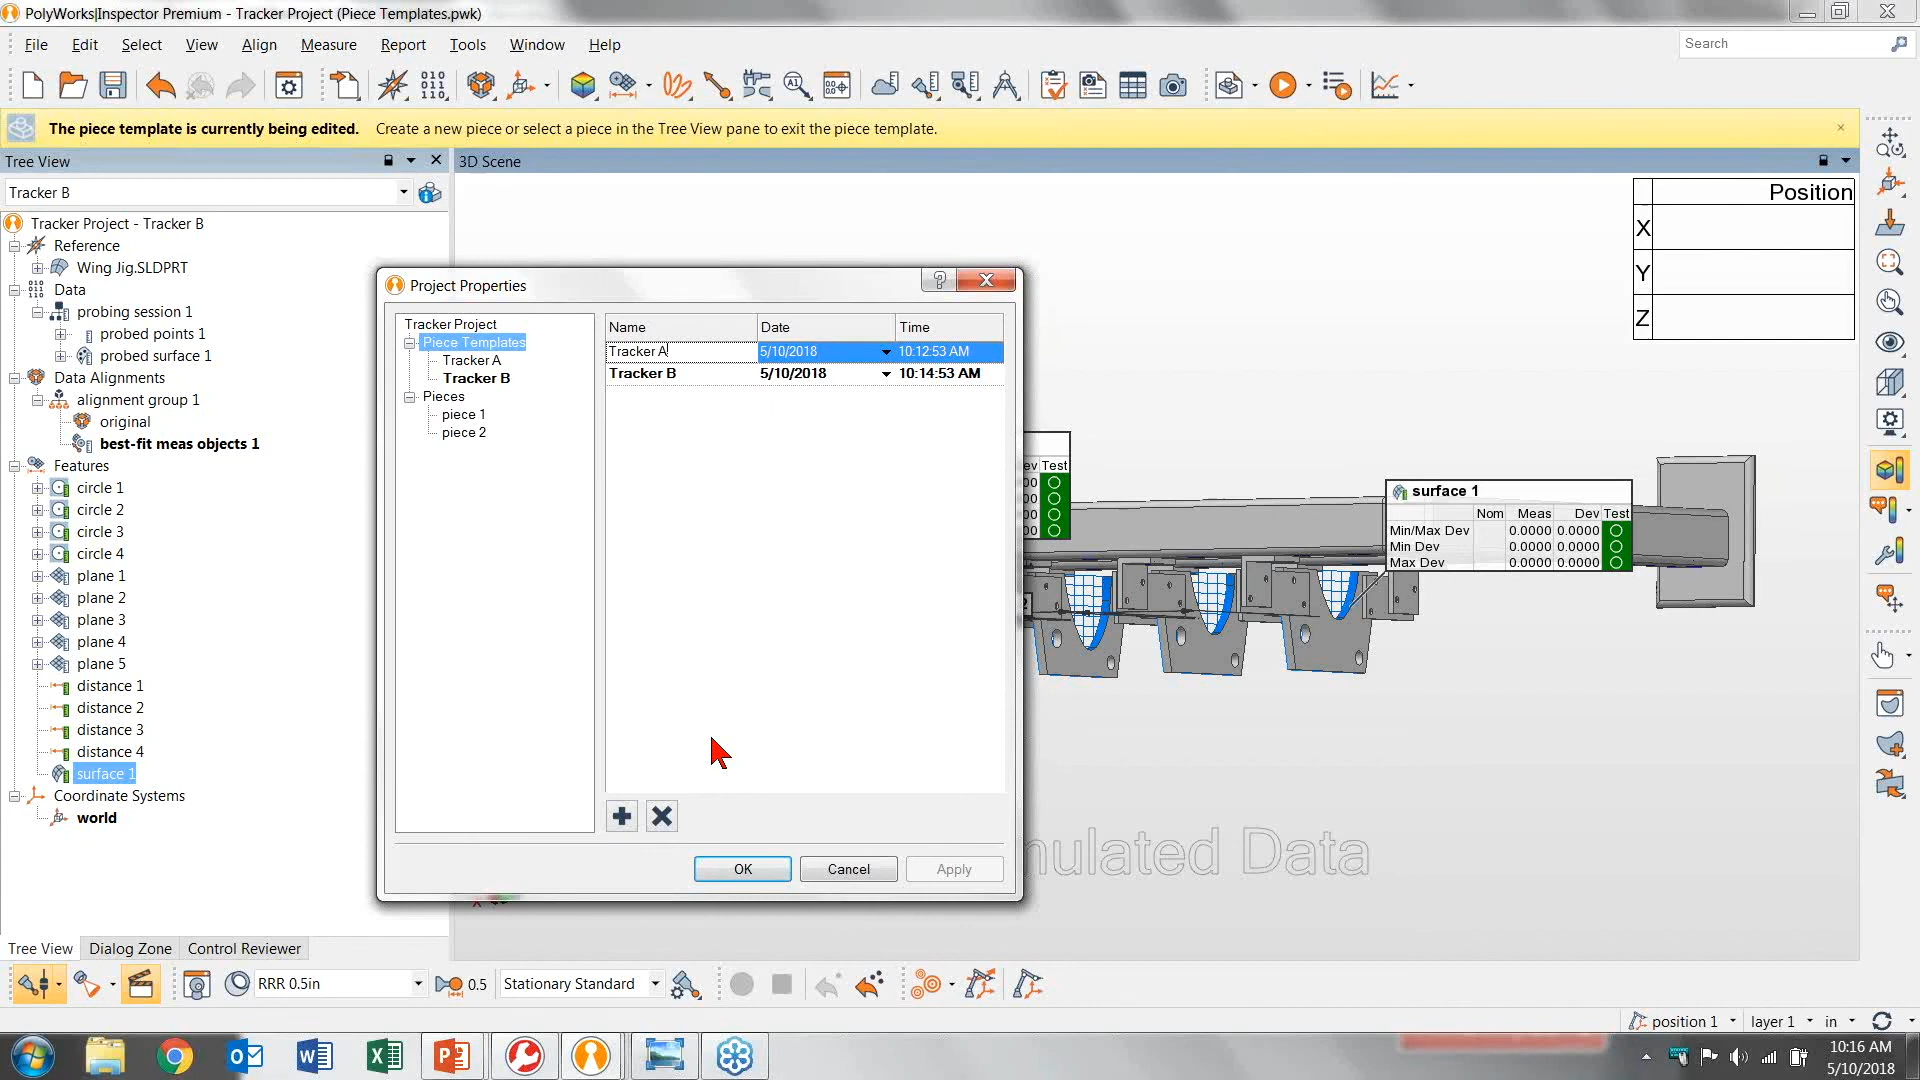 PolyWorks|Inspector Premium - Tracker Project (Piece Templates.pwk)
File Edit Select View Align Measure Report Tools Window Help
Search
The piece template is currently being edited. Create a new piece or select a piece in the Tree View pane to exit the piece template.
Tree View
3D Scene
Tracker B
Tracker Project - Tracker B
Reference
Wing Jig.SLDPRT
Data
probing session 1
probed points 1
probed surface 1
Data Alignments
alignment group 1
original
best-fit meas objects 1
Features
circle 1
circle 2
circle 3
circle 4
plane 1
plane 2
plane 3
plane 4
plane 5
distance 1
distance 2
distance 3
distance 4
surface 1
Coordinate Systems
world
Project Properties
Tracker Project
Piece Templates
Tracker A
Tracker B
Pieces
piece 1
piece 2
Name Date Time
Tracker A 5/10/2018 10:12:53 AM
Tracker B 5/10/2018 10:14:53 AM
OK Cancel Apply
Position
X
Y
Z
ev Test
00
00
00
00
surface 1
Nom Meas Dev Test
Min/Max Dev 0.0000 0.0000
Min Dev 0.0000 0.0000
Max Dev 0.0000 0.0000
mulated Data
Tree View Dialog Zone Control Reviewer
RRR 0.5in 0.5 Stationary Standard
position 1 layer 1 in
10:16 AM
5/10/2018